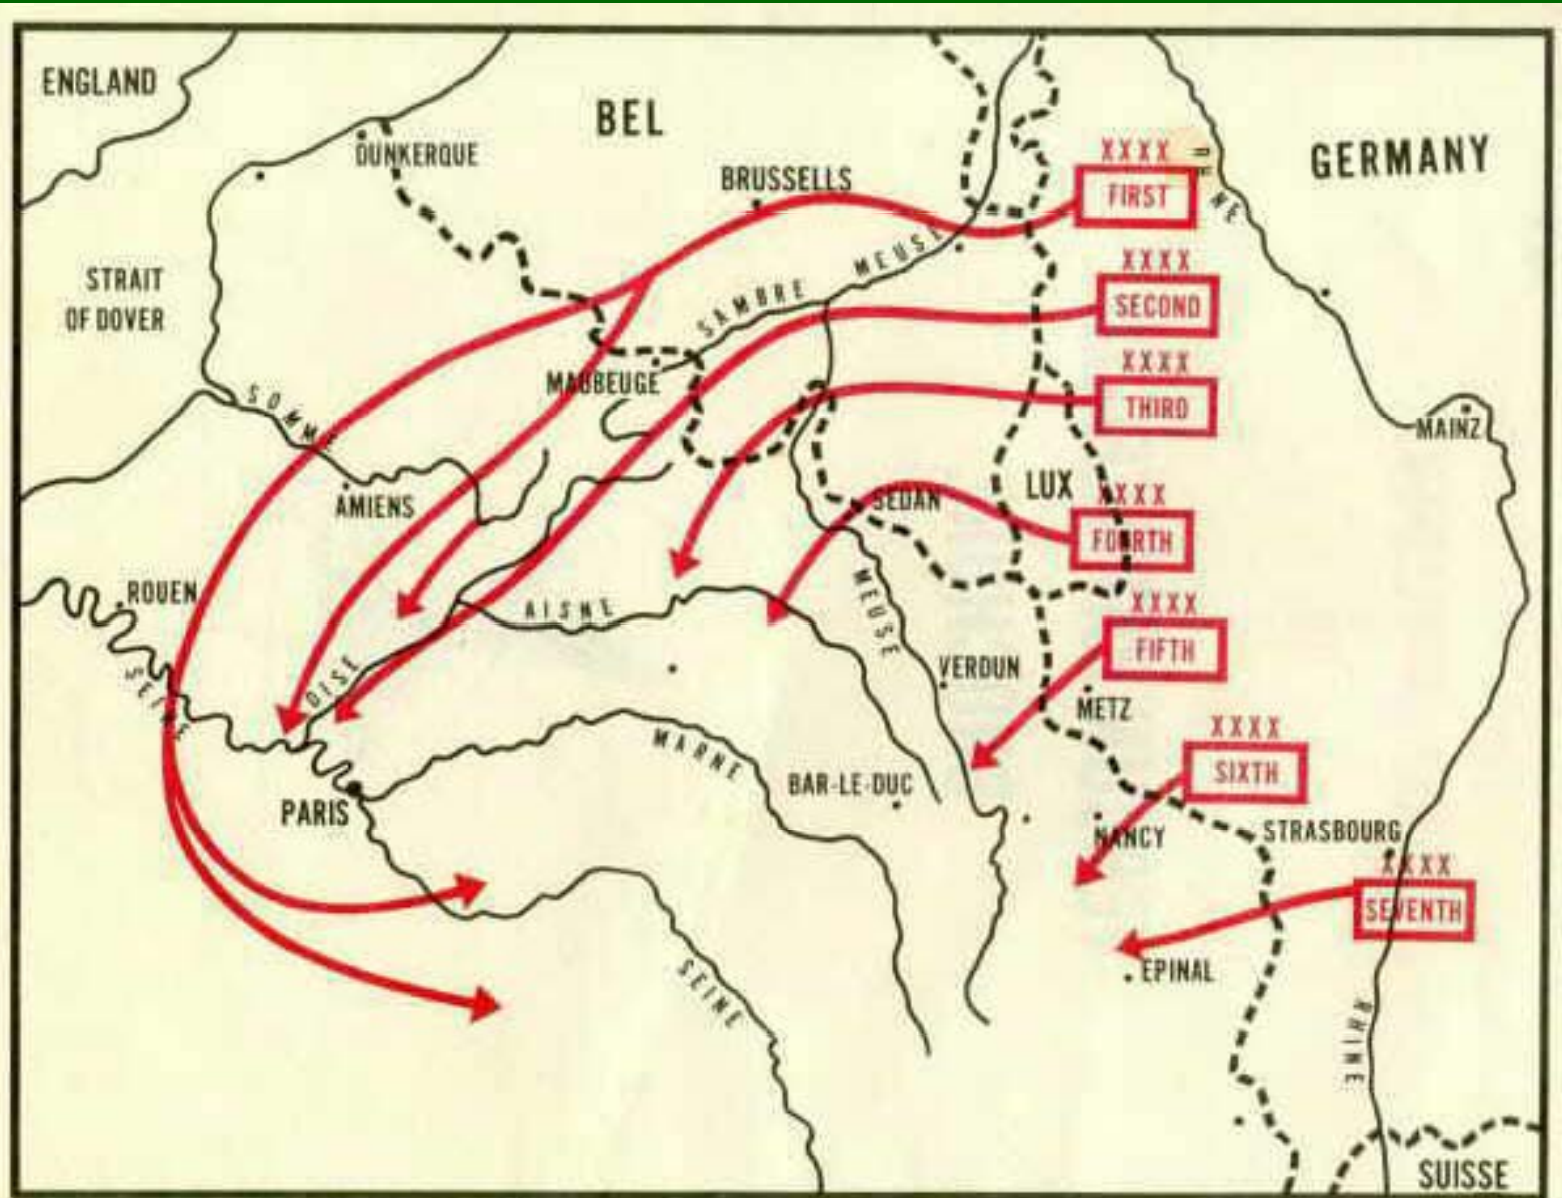 ENGLAND
BEL
GERMANY
DUNKERQUE
BRUSSELLS
XXXX
FIRST
STRAIT
OF DOVER
MEUSE
SAMBRE
XXXX
SECOND
MAUBEUGE
XXXX
THIRD
SOMME
MAINZ
AMIENS
SEDAN
LUX
XXXX
FOURTH
ROUEN
AISNE
MEUSE
XXXX
FIFTH
SEINE
OISE
VERDUN
METZ
XXXX
SIXTH
MARNE
BAR-LE-DUC
PARIS
NANCY
STRASBOURG
XXXX
SEVENTH
EPINAL
SEINE
RHINE
SUISSE